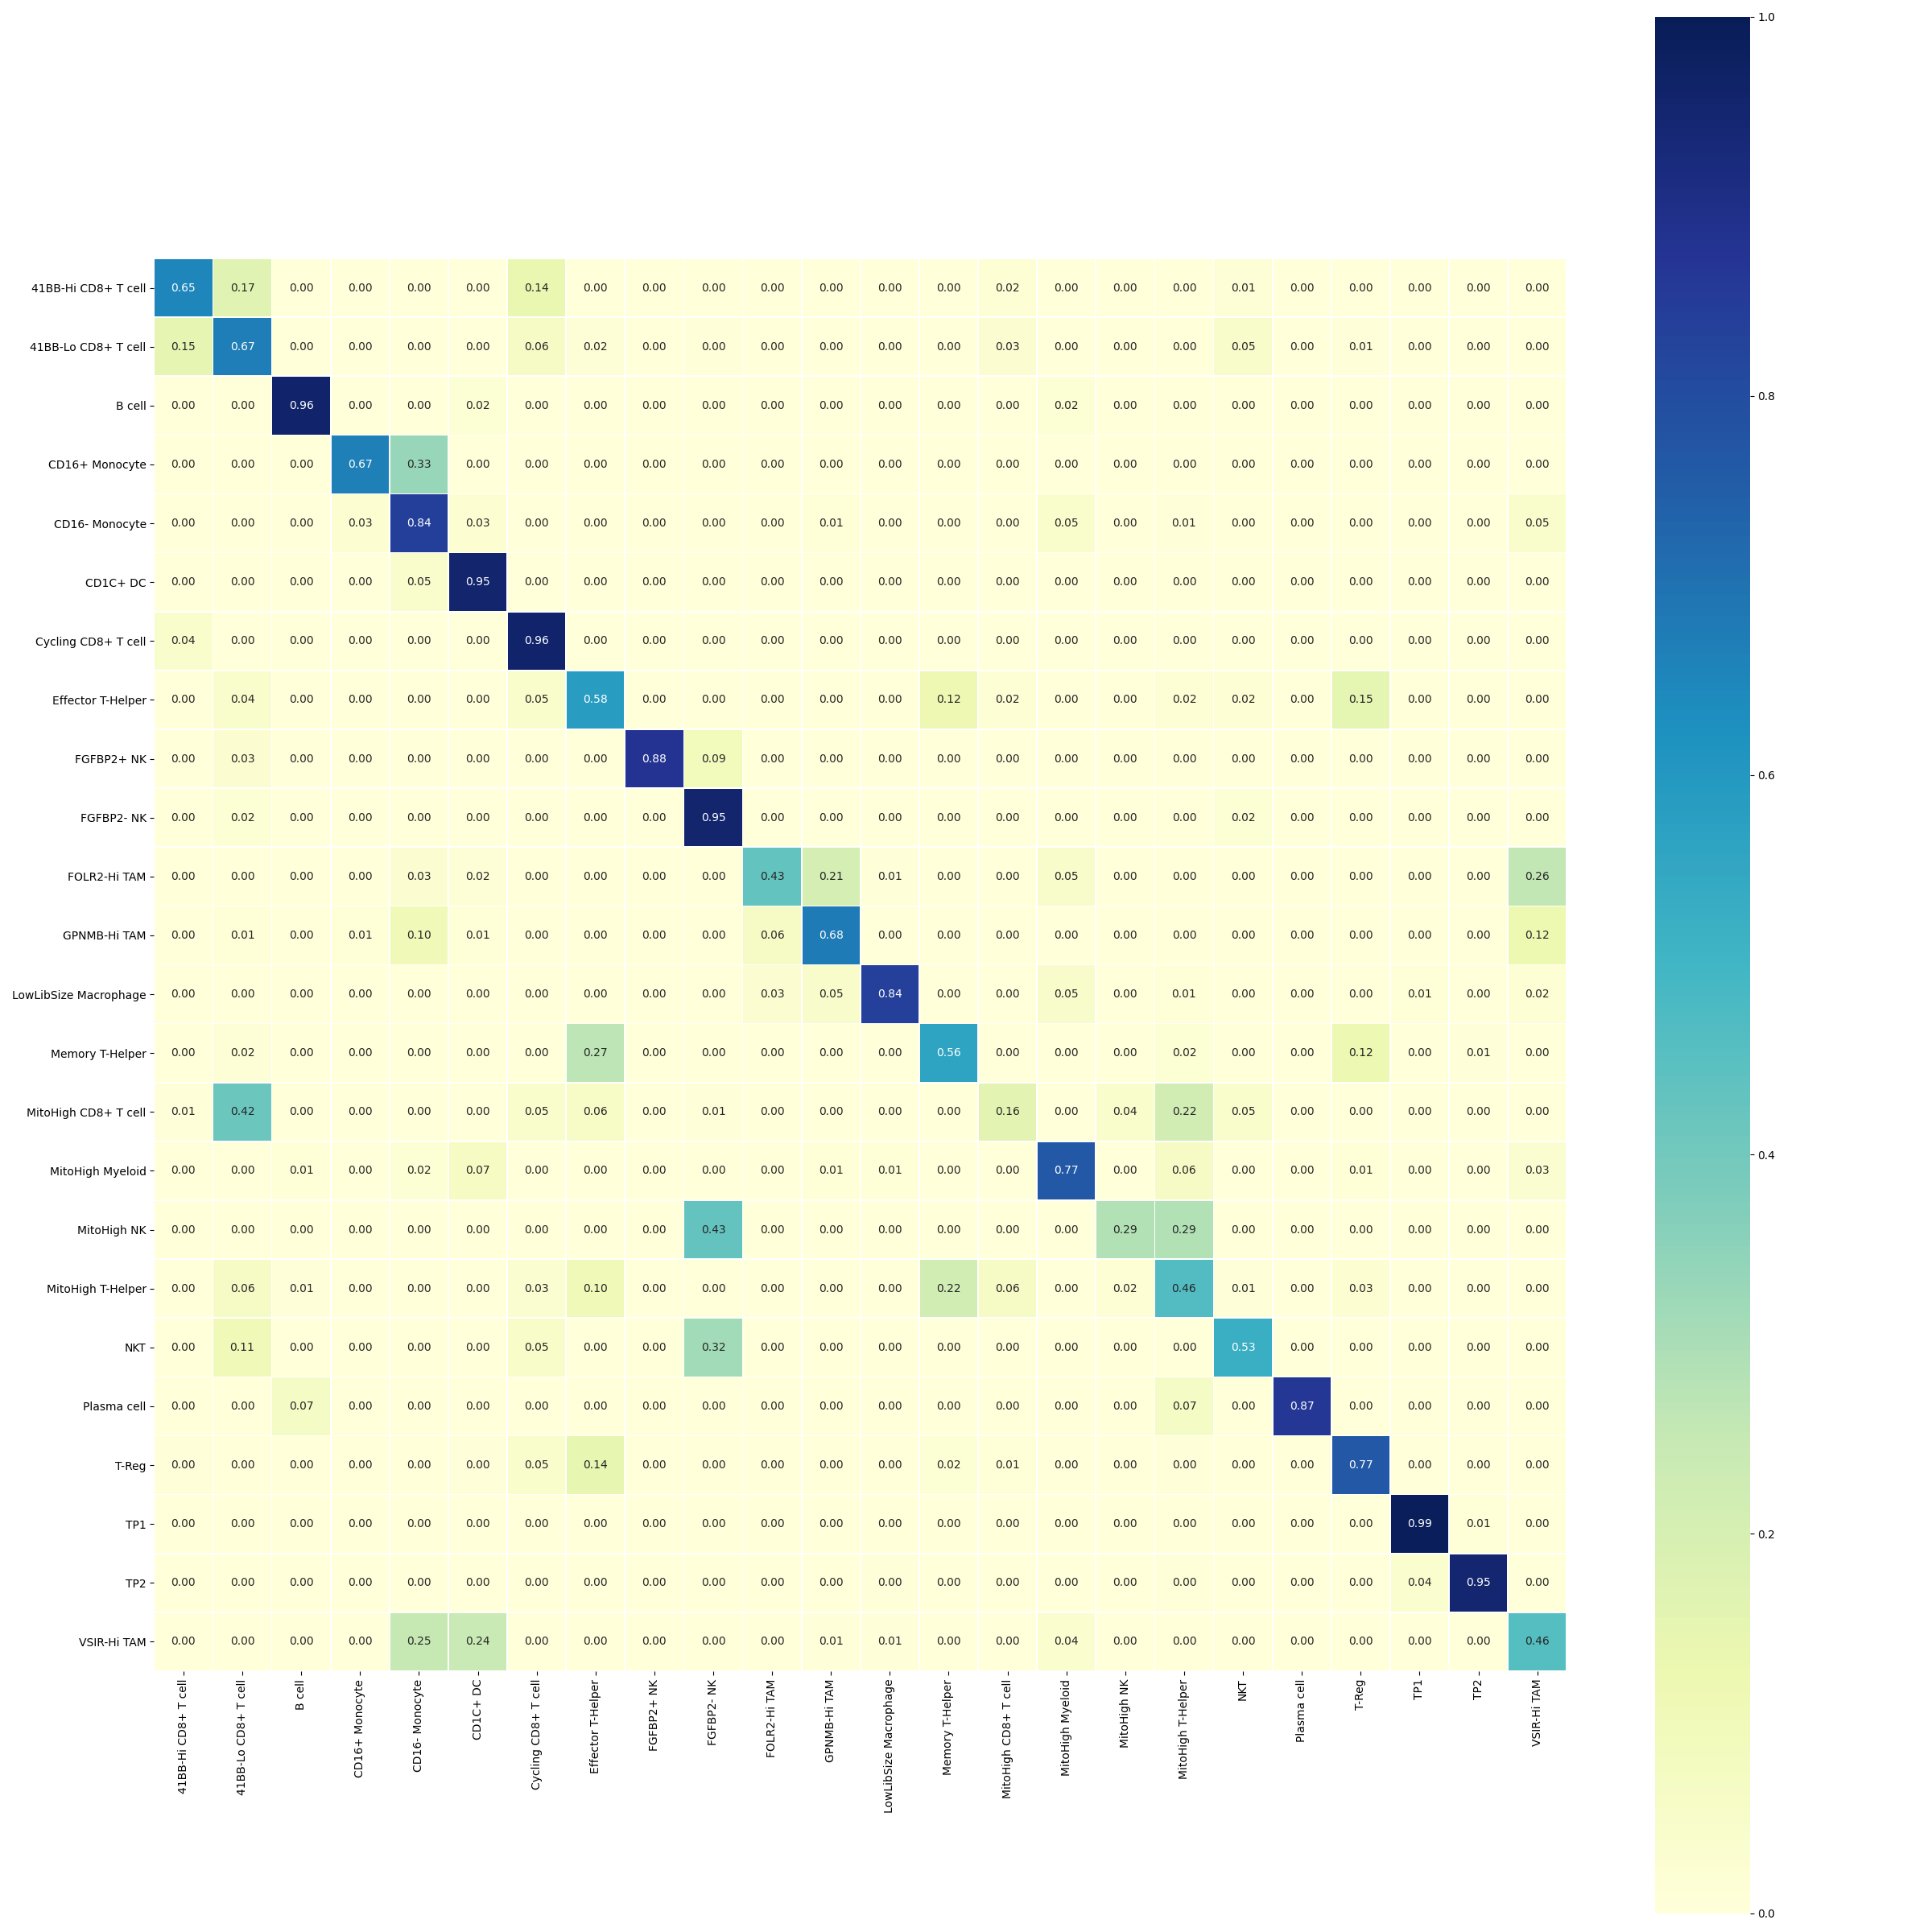 1.0
0.8
0.6
0.4
0.2
0.0
41BB-Hi CD8+ T cell 0.65 0.17 0.00 0.00 0.00 0.00 0.14 0.00 0.00 0.00 0.00 0.00 0.00 0.00 0.02 0.00 0.00 0.00 0.01 0.00 0.00 0.00 0.00 0.00
41BB-Lo CD8+ T cell 0.15 0.67 0.00 0.00 0.00 0.00 0.06 0.02 0.00 0.00 0.00 0.00 0.00 0.00 0.03 0.00 0.00 0.00 0.05 0.00 0.01 0.00 0.00 0.00
B cell 0.00 0.00 0.96 0.00 0.00 0.02 0.00 0.00 0.00 0.00 0.00 0.00 0.00 0.00 0.00 0.02 0.00 0.00 0.00 0.00 0.00 0.00 0.00 0.00
CD16+ Monocyte 0.00 0.00 0.00 0.67 0.33 0.00 0.00 0.00 0.00 0.00 0.00 0.00 0.00 0.00 0.00 0.00 0.00 0.00 0.00 0.00 0.00 0.00 0.00 0.00
CD16- Monocyte 0.00 0.00 0.00 0.03 0.84 0.03 0.00 0.00 0.00 0.00 0.00 0.01 0.00 0.00 0.00 0.05 0.00 0.01 0.00 0.00 0.00 0.00 0.00 0.05
CD1C+ DC 0.00 0.00 0.00 0.00 0.05 0.95 0.00 0.00 0.00 0.00 0.00 0.00 0.00 0.00 0.00 0.00 0.00 0.00 0.00 0.00 0.00 0.00 0.00 0.00
Cycling CD8+ T cell 0.04 0.00 0.00 0.00 0.00 0.00 0.96 0.00 0.00 0.00 0.00 0.00 0.00 0.00 0.00 0.00 0.00 0.00 0.00 0.00 0.00 0.00 0.00 0.00
Effector T-Helper 0.00 0.04 0.00 0.00 0.00 0.00 0.05 0.58 0.00 0.00 0.00 0.00 0.00 0.12 0.02 0.00 0.00 0.02 0.02 0.00 0.15 0.00 0.00 0.00
FGFBP2+ NK 0.00 0.03 0.00 0.00 0.00 0.00 0.00 0.00 0.88 0.09 0.00 0.00 0.00 0.00 0.00 0.00 0.00 0.00 0.00 0.00 0.00 0.00 0.00 0.00
FGFBP2- NK 0.00 0.02 0.00 0.00 0.00 0.00 0.00 0.00 0.00 0.95 0.00 0.00 0.00 0.00 0.00 0.00 0.00 0.00 0.02 0.00 0.00 0.00 0.00 0.00
FOLR2-Hi TAM 0.00 0.00 0.00 0.00 0.03 0.02 0.00 0.00 0.00 0.00 0.43 0.21 0.01 0.00 0.00 0.05 0.00 0.00 0.00 0.00 0.00 0.00 0.00 0.26
GPNMB-Hi TAM 0.00 0.01 0.00 0.01 0.10 0.01 0.00 0.00 0.00 0.00 0.06 0.68 0.00 0.00 0.00 0.00 0.00 0.00 0.00 0.00 0.00 0.00 0.00 0.12
LowLibSize Macrophage 0.00 0.00 0.00 0.00 0.00 0.00 0.00 0.00 0.00 0.00 0.03 0.05 0.84 0.00 0.00 0.05 0.00 0.01 0.00 0.00 0.00 0.01 0.00 0.02
Memory T-Helper 0.00 0.02 0.00 0.00 0.00 0.00 0.00 0.27 0.00 0.00 0.00 0.00 0.00 0.56 0.00 0.00 0.00 0.02 0.00 0.00 0.12 0.00 0.01 0.00
MitoHigh CD8+ T cell 0.01 0.42 0.00 0.00 0.00 0.00 0.05 0.06 0.00 0.01 0.00 0.00 0.00 0.00 0.16 0.00 0.04 0.22 0.05 0.00 0.00 0.00 0.00 0.00
MitoHigh Myeloid 0.00 0.00 0.01 0.00 0.02 0.07 0.00 0.00 0.00 0.00 0.00 0.01 0.01 0.00 0.00 0.77 0.00 0.06 0.00 0.00 0.01 0.00 0.00 0.03
MitoHigh NK 0.00 0.00 0.00 0.00 0.00 0.00 0.00 0.00 0.00 0.43 0.00 0.00 0.00 0.00 0.00 0.00 0.29 0.29 0.00 0.00 0.00 0.00 0.00 0.00
MitoHigh T-Helper 0.00 0.06 0.01 0.00 0.00 0.00 0.03 0.10 0.00 0.00 0.00 0.00 0.00 0.22 0.06 0.00 0.02 0.46 0.01 0.00 0.03 0.00 0.00 0.00
NKT 0.00 0.11 0.00 0.00 0.00 0.00 0.05 0.00 0.00 0.32 0.00 0.00 0.00 0.00 0.00 0.00 0.00 0.00 0.53 0.00 0.00 0.00 0.00 0.00
Plasma cell 0.00 0.00 0.07 0.00 0.00 0.00 0.00 0.00 0.00 0.00 0.00 0.00 0.00 0.00 0.00 0.00 0.00 0.07 0.00 0.87 0.00 0.00 0.00 0.00
T-Reg 0.00 0.00 0.00 0.00 0.00 0.00 0.05 0.14 0.00 0.00 0.00 0.00 0.00 0.02 0.01 0.00 0.00 0.00 0.00 0.00 0.77 0.00 0.00 0.00
TP1 0.00 0.00 0.00 0.00 0.00 0.00 0.00 0.00 0.00 0.00 0.00 0.00 0.00 0.00 0.00 0.00 0.00 0.00 0.00 0.00 0.00 0.99 0.01 0.00
TP2 0.00 0.00 0.00 0.00 0.00 0.00 0.00 0.00 0.00 0.00 0.00 0.00 0.00 0.00 0.00 0.00 0.00 0.00 0.00 0.00 0.00 0.04 0.95 0.00
VSIR-Hi TAM 0.00 0.00 0.00 0.00 0.25 0.24 0.00 0.00 0.00 0.00 0.00 0.01 0.01 0.00 0.00 0.04 0.00 0.00 0.00 0.00 0.00 0.00 0.00 0.46
41BB-Hi CD8+ T cell
41BB-Lo CD8+ T cell
B cell
CD16+ Monocyte
CD16- Monocyte
CD1C+ DC
Cycling CD8+ T cell
Effector T-Helper
FGFBP2+ NK
FGFBP2- NK
FOLR2-Hi TAM
GPNMB-Hi TAM
LowLibSize Macrophage
Memory T-Helper
MitoHigh CD8+ T cell
MitoHigh Myeloid
MitoHigh NK
MitoHigh T-Helper
NKT
Plasma cell
T-Reg
TP1
TP2
VSIR-Hi TAM